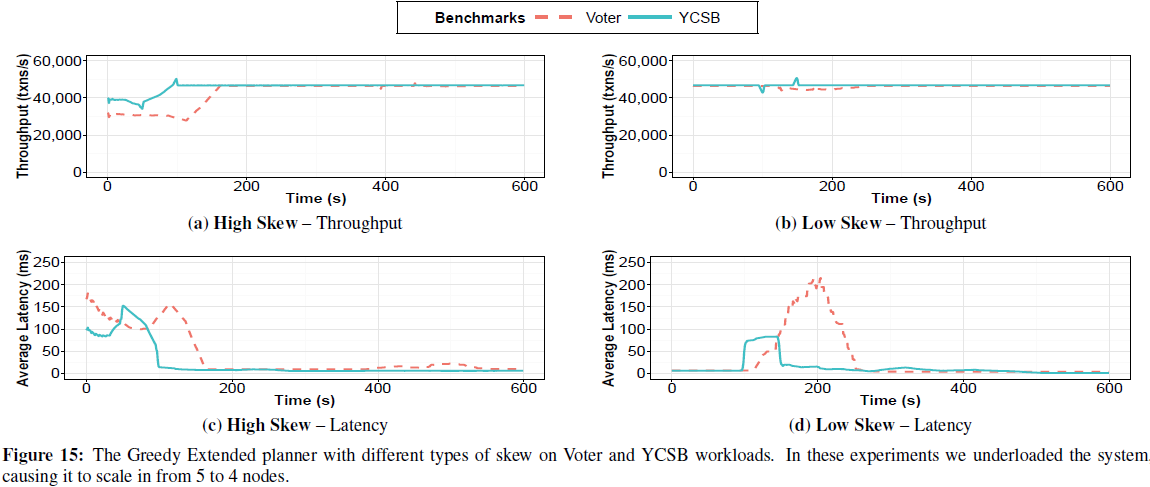 Benchmarks Voter YCSB
Throughput (txns/s)
60,000
40,000
20,000
0
0 200 400 600
Time (s)
(a) High Skew – Throughput
Throughput (txns/s)
60,000
40,000
20,000
0
0 200 400 600
Time (s)
(b) Low Skew – Throughput
Average Latency (ms)
250
200
150
100
50
0
0 200 400 600
Time (s)
(c) High Skew – Latency
Average Latency (ms)
250
200
150
100
50
0
0 200 400 600
Time (s)
(d) Low Skew – Latency
Figure 15: The Greedy Extended planner with different types of skew on Voter and YCSB workloads. In these experiments we underloaded the system,
causing it to scale in from 5 to 4 nodes.